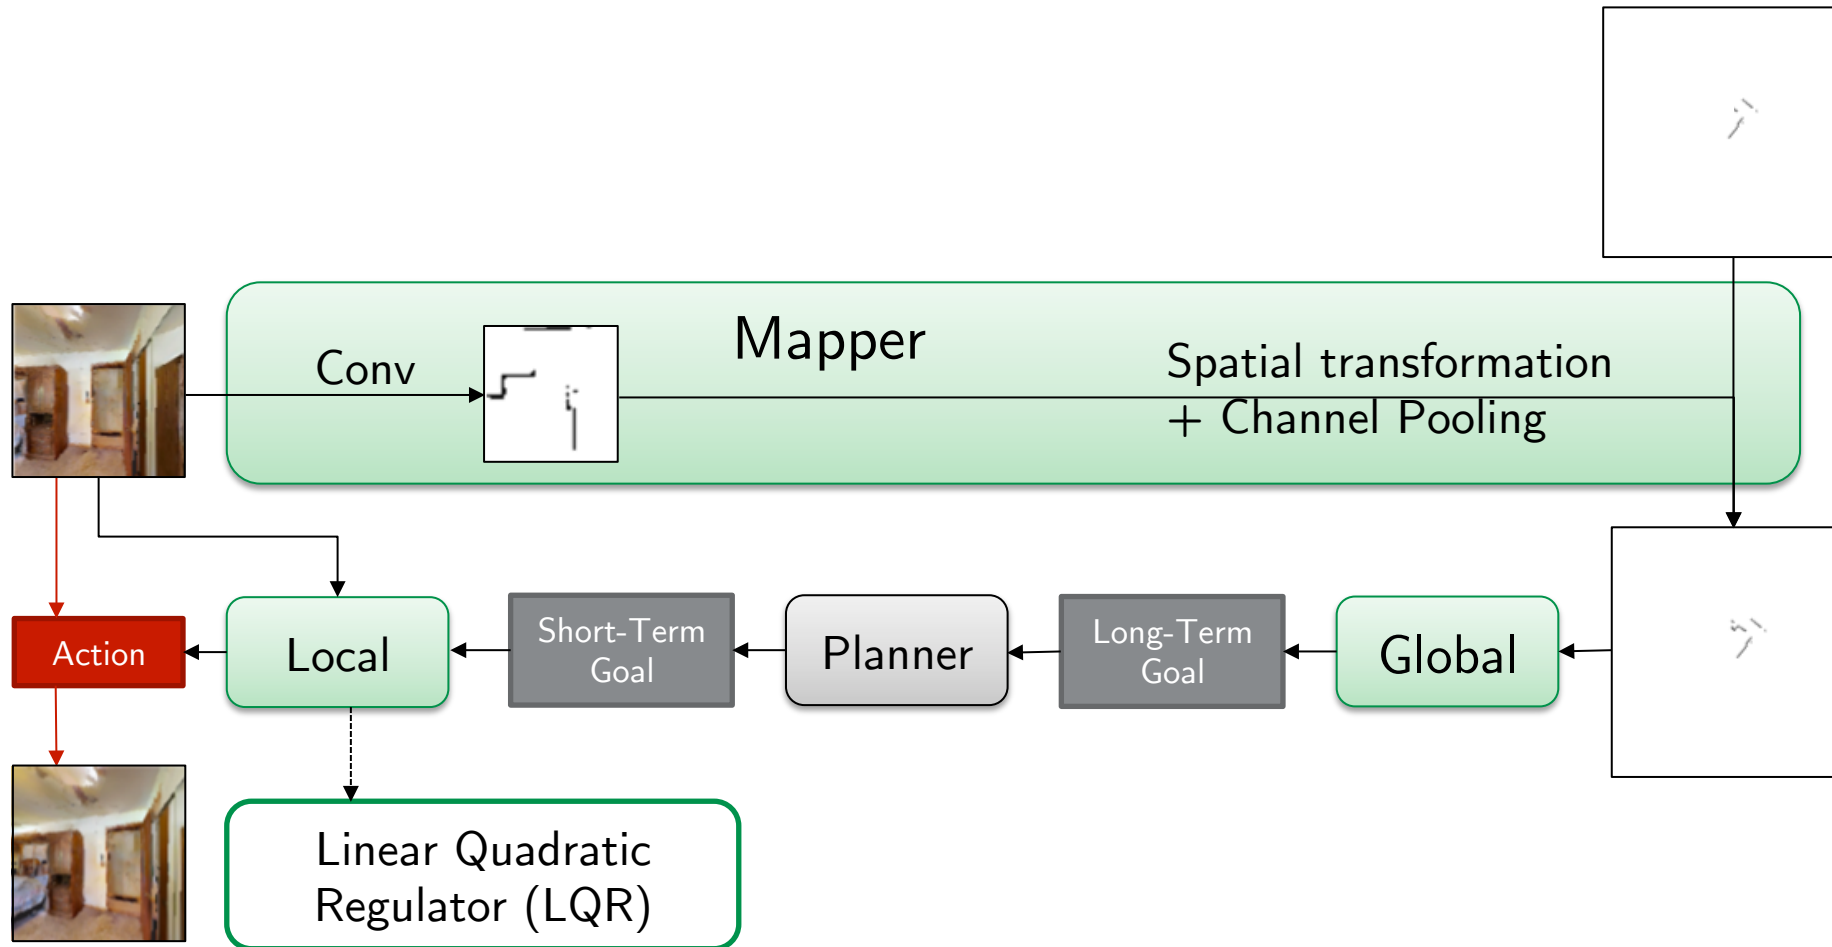 Mapper
Conv
Spatial transformation
+ Channel Pooling
Action
Local
Short-Term
Goal
Planner
Long-Term
Goal
Global
Linear Quadratic
Regulator (LQR)